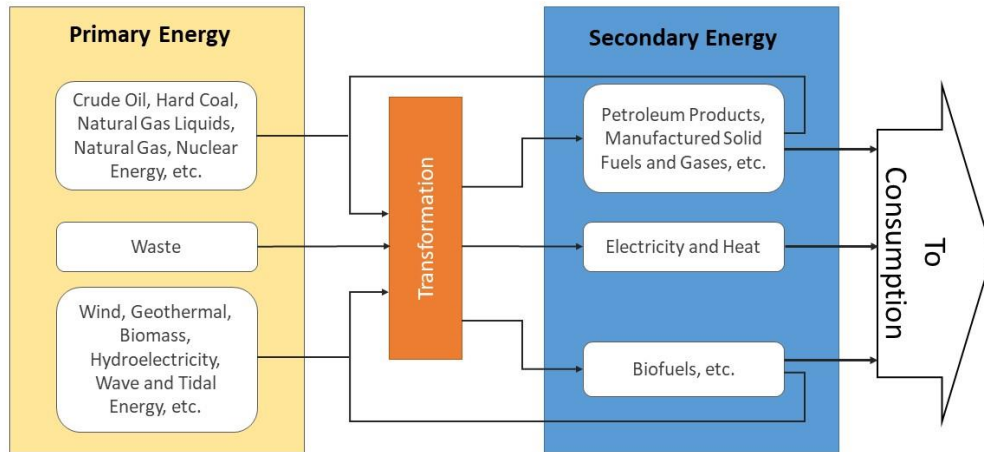 Primary Energy
Crude Oil, Hard Coal,
Natural Gas Liquids,
Natural Gas, Nuclear
Energy, etc.
Waste
Wind, Geothermal,
Biomass,
Hydroelectricity,
Wave and Tidal
Energy, etc.
Transformation
Secondary Energy
Petroleum Products,
Manufactured Solid
Fuels and Gases, etc.
Electricity and Heat
Biofuels, etc.
To
Consumption